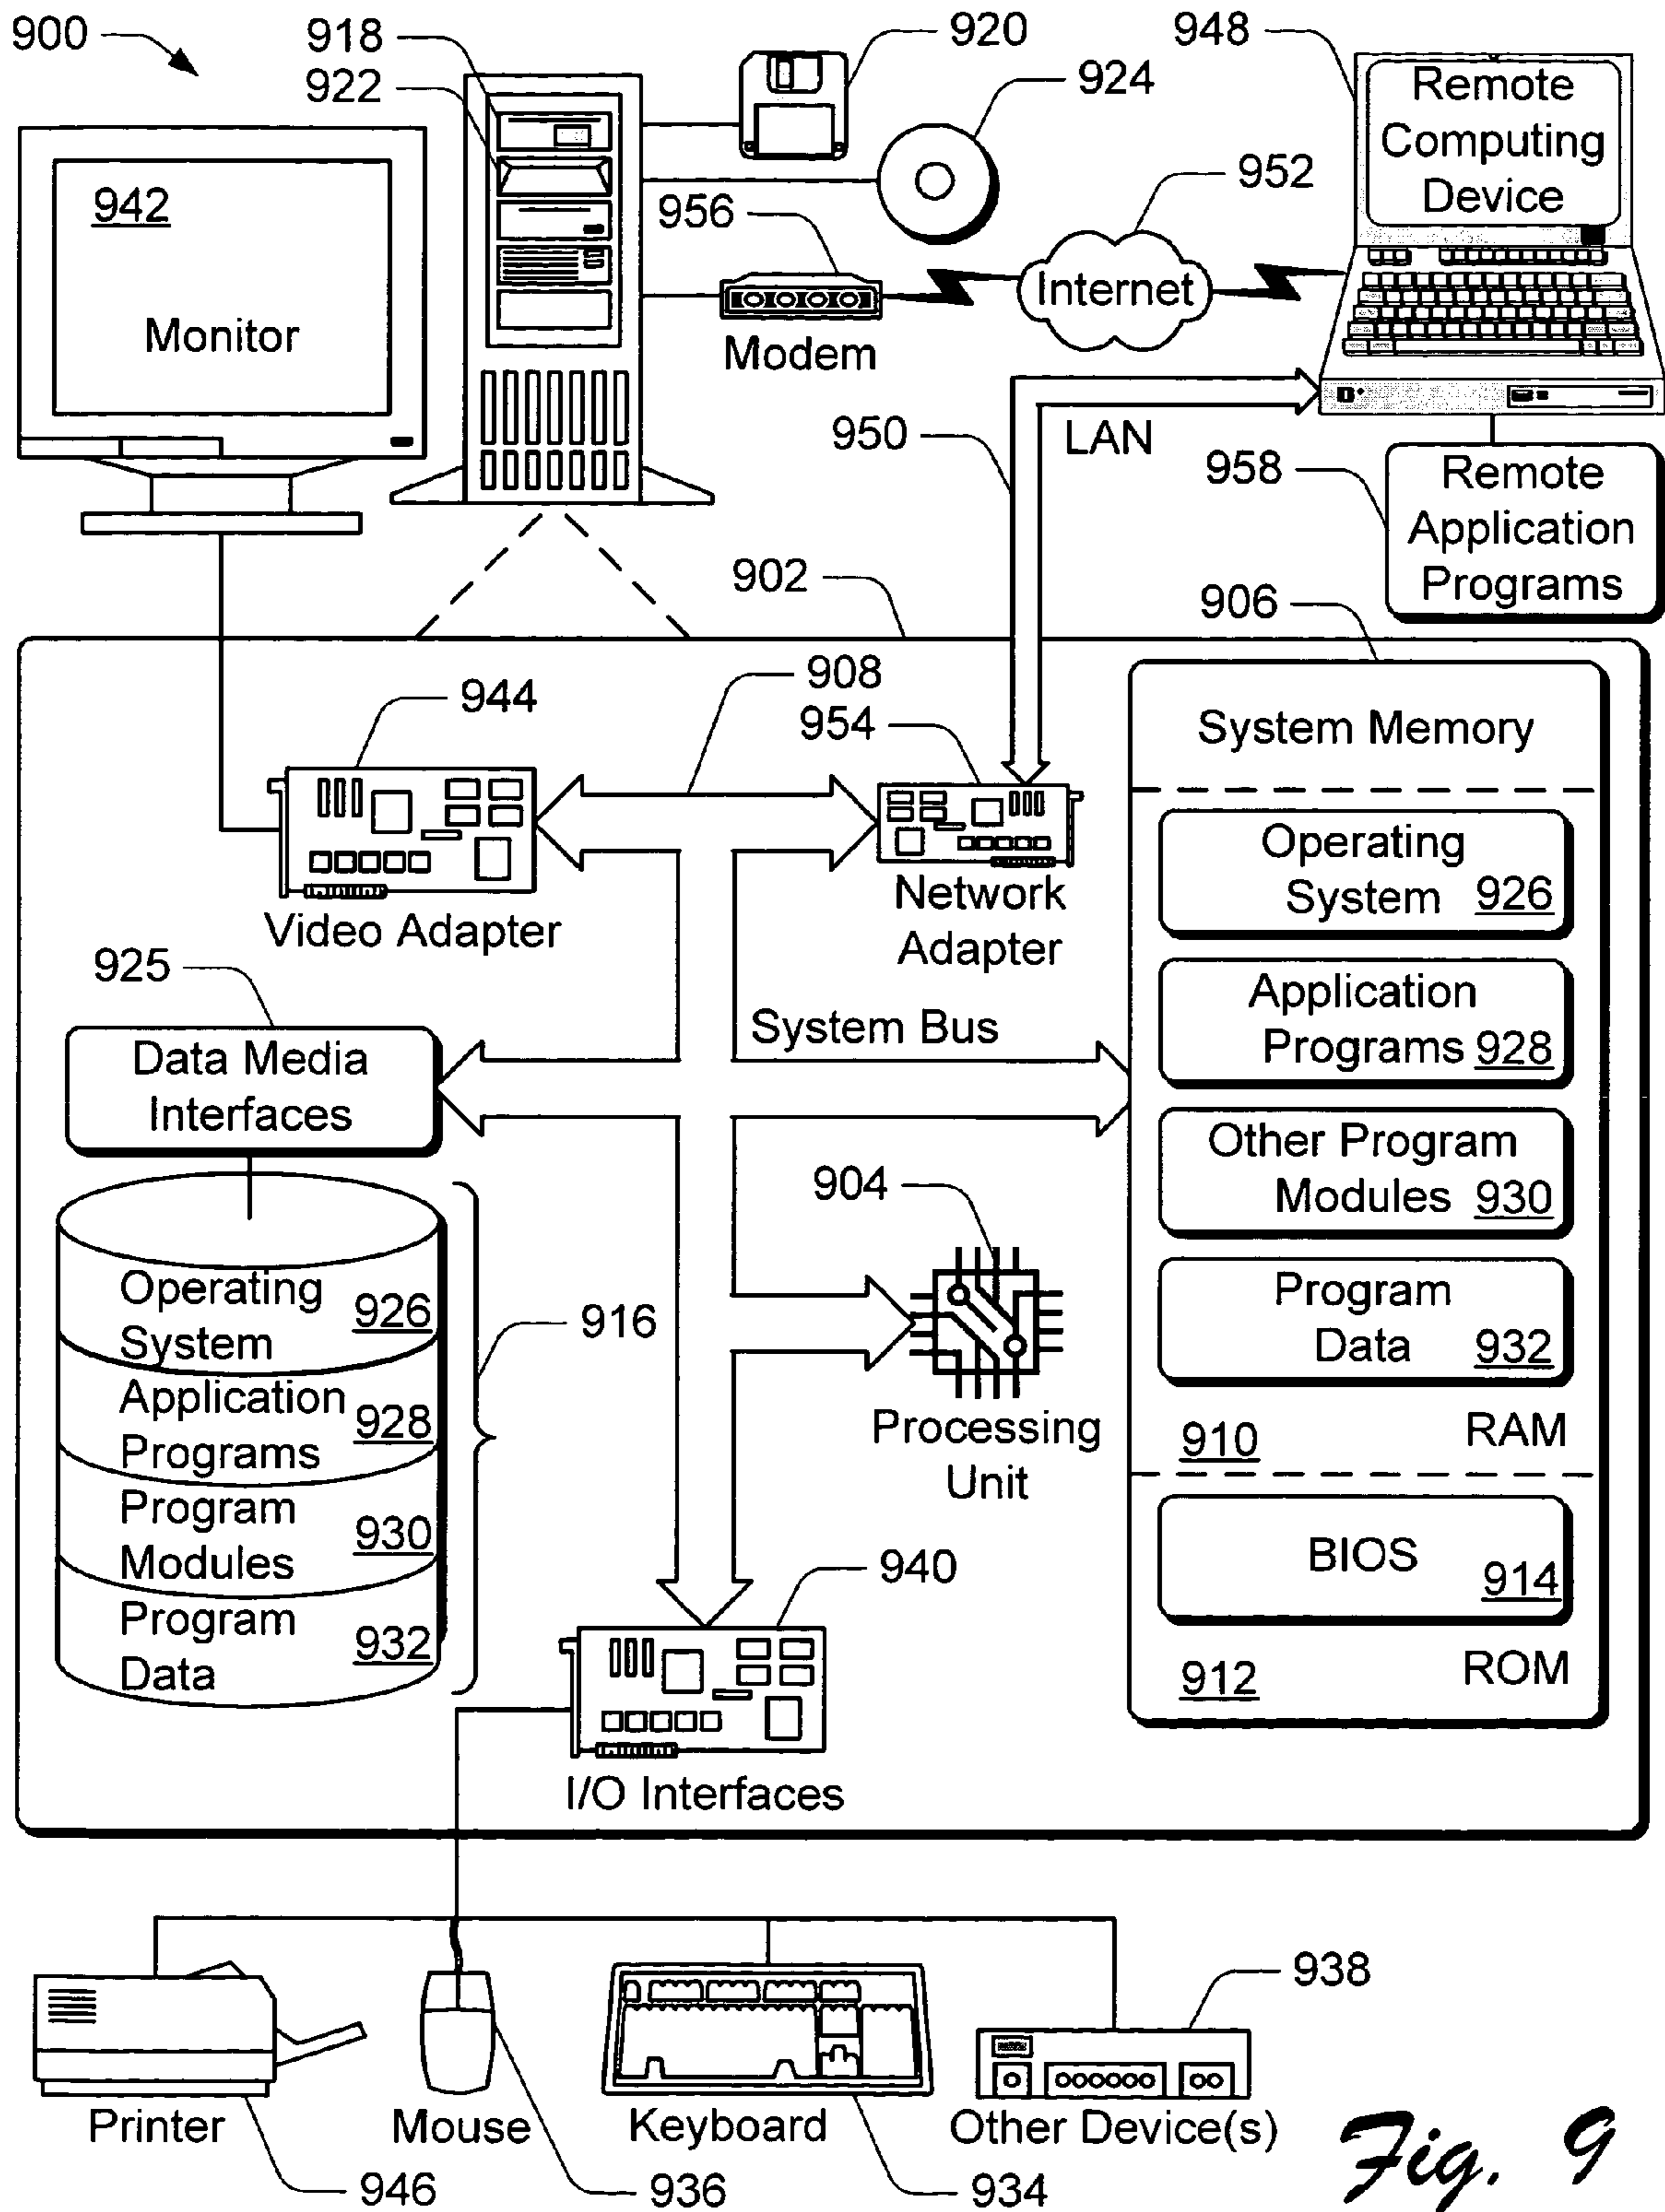 900
918
922
920
924
948
Remote
Computing
Device
942
Monitor
956
Modem
952
Internet
950
LAN
958
Remote
Application
Programs
902
906
944
Video Adapter
908
954
Network
Adapter
System Memory
Operating
System 926
Application
Programs 928
Other Program
Modules 930
Program
Data 932
910 RAM
BIOS 914
912 ROM
925
Data Media
Interfaces
System Bus
904
Processing
Unit
Operating
System 926
Application
Programs 928
Program
Modules 930
Program
Data 932
916
940
I/O Interfaces
Printer
946
Mouse
936
Keyboard
934
938
Other Device(s)
Fig. 9